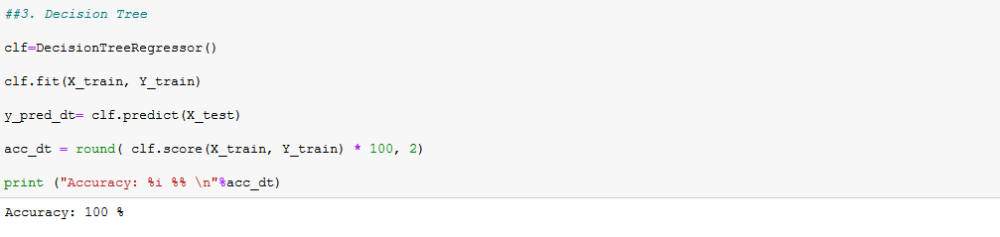 ##3. Decision Tree
clf=DecisionTreeRegressor()
clf.fit(X_train, Y_train)
y_pred_dt= clf.predict(X_test)
acc_dt = round( clf.score(X_train, Y_train) * 100, 2)
print ("Accuracy: %i %% \n"%acc_dt)
Accuracy: 100 %